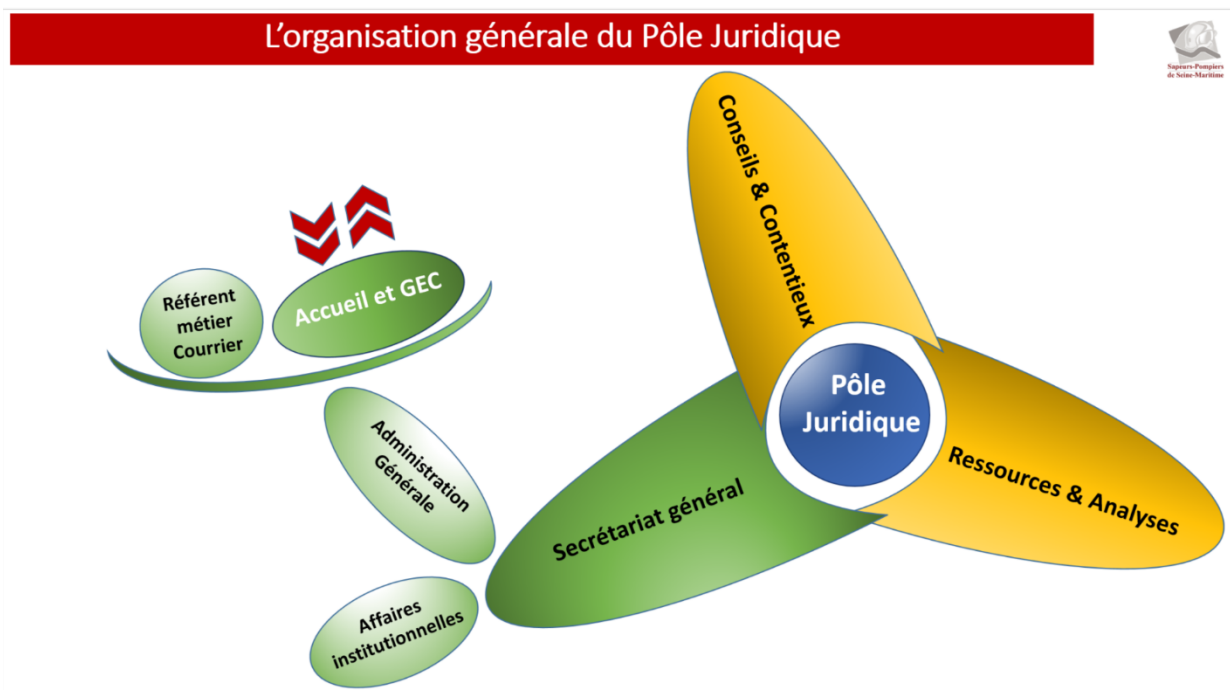 L'organisation générale du Pôle Juridique
Sapeurs-Pompiers
de Seine-Maritime
Conseils & Contentieux
Référent
métier
Courrier
Accueil et GEC
Pôle
Juridique
Administration
Générale
Ressources & Analyses
Secrétariat général
Affaires
institutionnelles